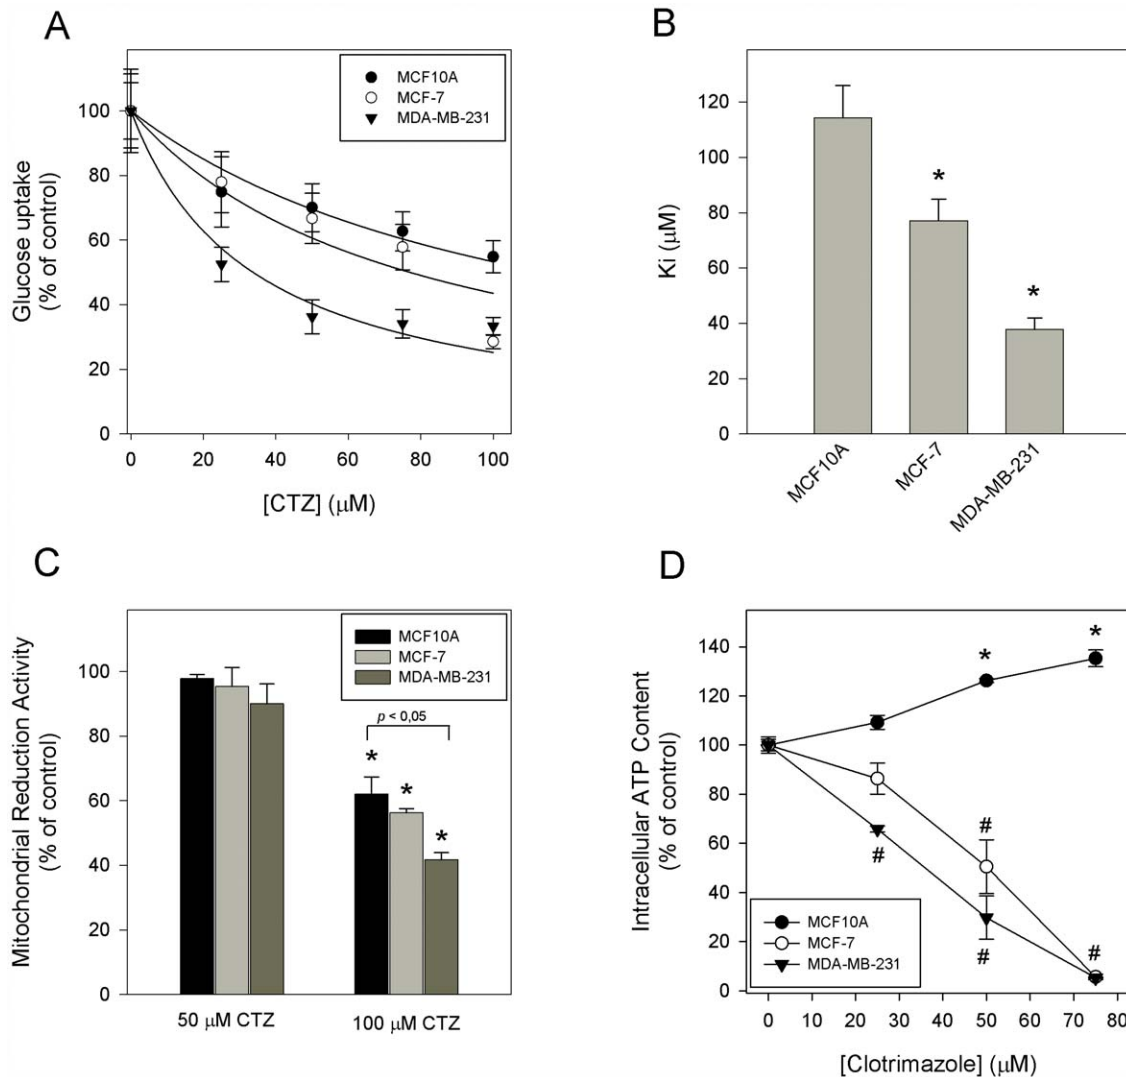 A
MCF10A
MCF-7
MDA-MB-231
Glucose uptake
(% of control)
100
80
60
40
20
0
0 20 40 60 80 100
[CTZ] (µM)
B
Ki (µM)
120
100
80
60
40
20
0
*
*
MCF10A
MCF-7
MDA-MB-231
C
MCF10A
MCF-7
MDA-MB-231
Mitochondrial Reduction Activity
(% of control)
100
80
60
40
20
0
p < 0,05
*
*
*
50 µM CTZ 100 µM CTZ
D
Intracellular ATP Content
(% of control)
140
120
100
80
60
40
20
0
*
*
#
#
#
#
MCF10A
MCF-7
MDA-MB-231
0 10 20 30 40 50 60 70 80
[Clotrimazole] (µM)